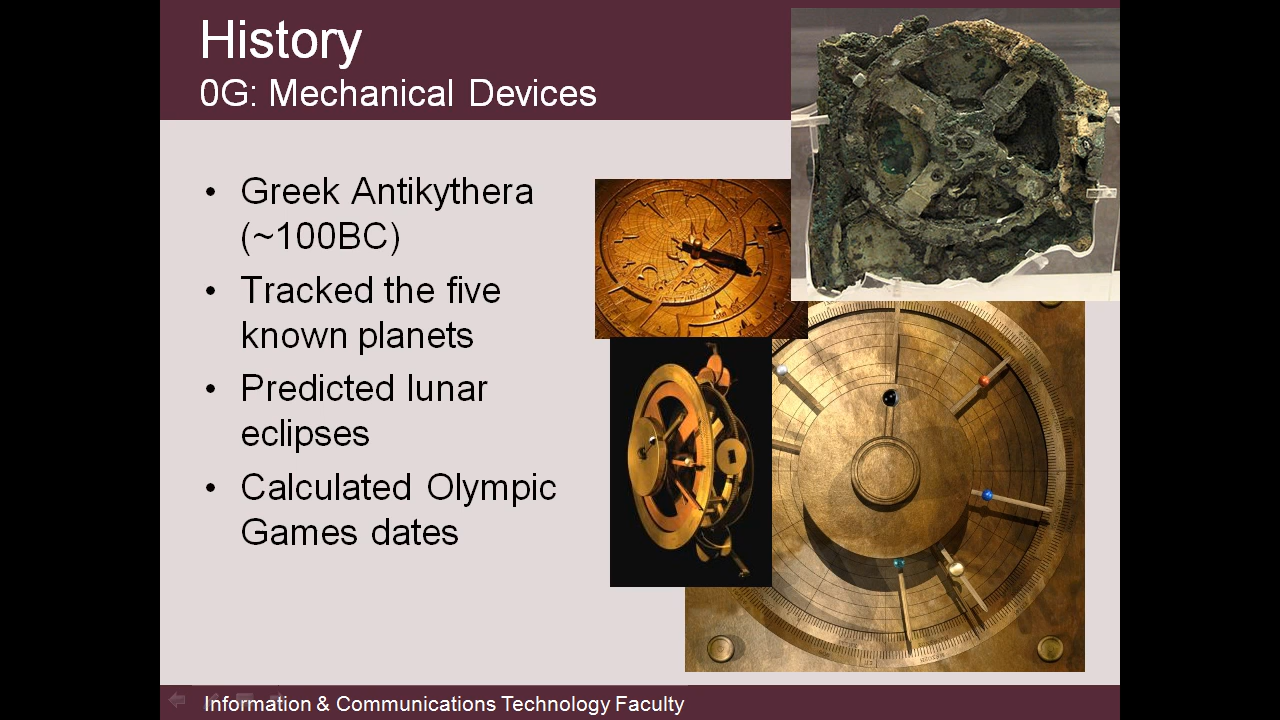 History
0G: Mechanical Devices
• Greek Antikythera
(~100BC)
• Tracked the five
known planets
• Predicted lunar
eclipses
• Calculated Olympic
Games dates
Information & Communications Technology Faculty